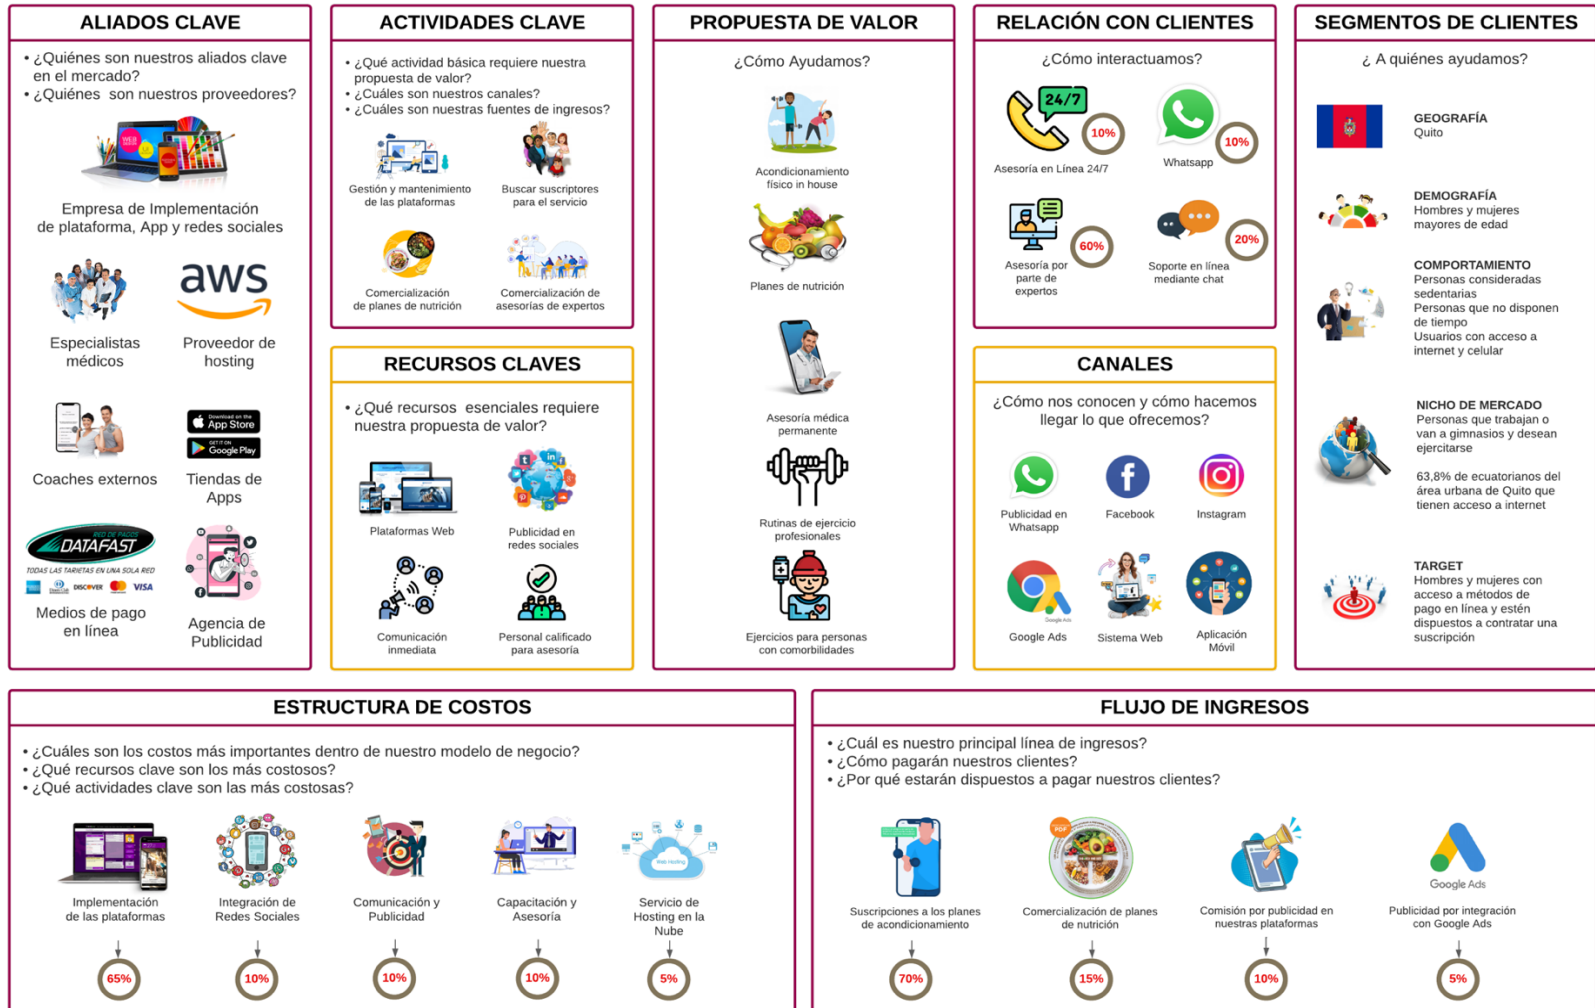 ALIADOS CLAVE
• ¿Quiénes son nuestros aliados clave
en el mercado?
• ¿Quiénes son nuestros proveedores?
WEB
Empresa de Implementación
de plataforma, App y redes sociales
aws
Especialistas
médicos
Proveedor de
hosting
Download on the
App Store
GET IT ON
Google Play
Coaches externos
Tiendas de
Apps
RED DE PAGOS
DATAFAST
TODAS LAS TARJETAS EN UNA SOLA RED
DISCOVER
VISA
Medios de pago
en línea
Agencia de
Publicidad
ACTIVIDADES CLAVE
• ¿Qué actividad básica requiere nuestra
propuesta de valor?
• ¿Cuáles son nuestros canales?
• ¿Cuáles son nuestras fuentes de ingresos?
Gestión y mantenimiento
de las plataformas
Buscar suscriptores
para el servicio
Comercialización
de planes de nutrición
Comercialización de
asesorías de expertos
RECURSOS CLAVES
• ¿Qué recursos esenciales requiere
nuestra propuesta de valor?
Plataformas Web
Publicidad en
redes sociales
Comunicación
inmediata
Personal calificado
para asesoría
PROPUESTA DE VALOR
¿Cómo Ayudamos?
Acondicionamiento
físico in house
Planes de nutrición
Asesoría médica
permanente
Rutinas de ejercicio
profesionales
Ejercicios para personas
con comorbilidades
RELACIÓN CON CLIENTES
¿Cómo interactuamos?
24/7
10%
Asesoría en Línea 24/7
10%
Whatsapp
60%
Asesoría por
parte de
expertos
20%
Soporte en línea
mediante chat
CANALES
¿Cómo nos conocen y cómo hacemos
llegar lo que ofrecemos?
Publicidad en
Whatsapp
Facebook
Instagram
Google Ads
Google Ads
Sistema Web
Aplicación
Móvil
SEGMENTOS DE CLIENTES
¿ A quiénes ayudamos?
GEOGRAFÍA
Quito
DEMOGRAFÍA
Hombres y mujeres
mayores de edad
COMPORTAMIENTO
Personas consideradas
sedentarias
Personas que no disponen
de tiempo
Usuarios con acceso a
internet y celular
NICHO DE MERCADO
Personas que trabajan o
van a gimnasios y desean
ejercitarse
63,8% de ecuatorianos del
área urbana de Quito que
tienen acceso a internet
TARGET
Hombres y mujeres con
acceso a métodos de
pago en línea y estén
dispuestos a contratar una
suscripción
ESTRUCTURA DE COSTOS
• ¿Cuáles son los costos más importantes dentro de nuestro modelo de negocio?
• ¿Qué recursos clave son los más costosos?
• ¿Qué actividades clave son las más costosas?
Web Hosting
Implementación
de las plataformas
Integración de
Redes Sociales
Comunicación y
Publicidad
Capacitación y
Asesoría
Servicio de
Hosting en la
Nube
65%
10%
10%
10%
5%
FLUJO DE INGRESOS
• ¿Cuál es nuestro principal línea de ingresos?
• ¿Cómo pagarán nuestros clientes?
• ¿Por qué estarán dispuestos a pagar nuestros clientes?
PDF
Google Ads
Suscripciones a los planes
de acondicionamiento
Comercialización de planes
de nutrición
Comisión por publicidad en
nuestras plataformas
Publicidad por integración
con Google Ads
70%
15%
10%
5%